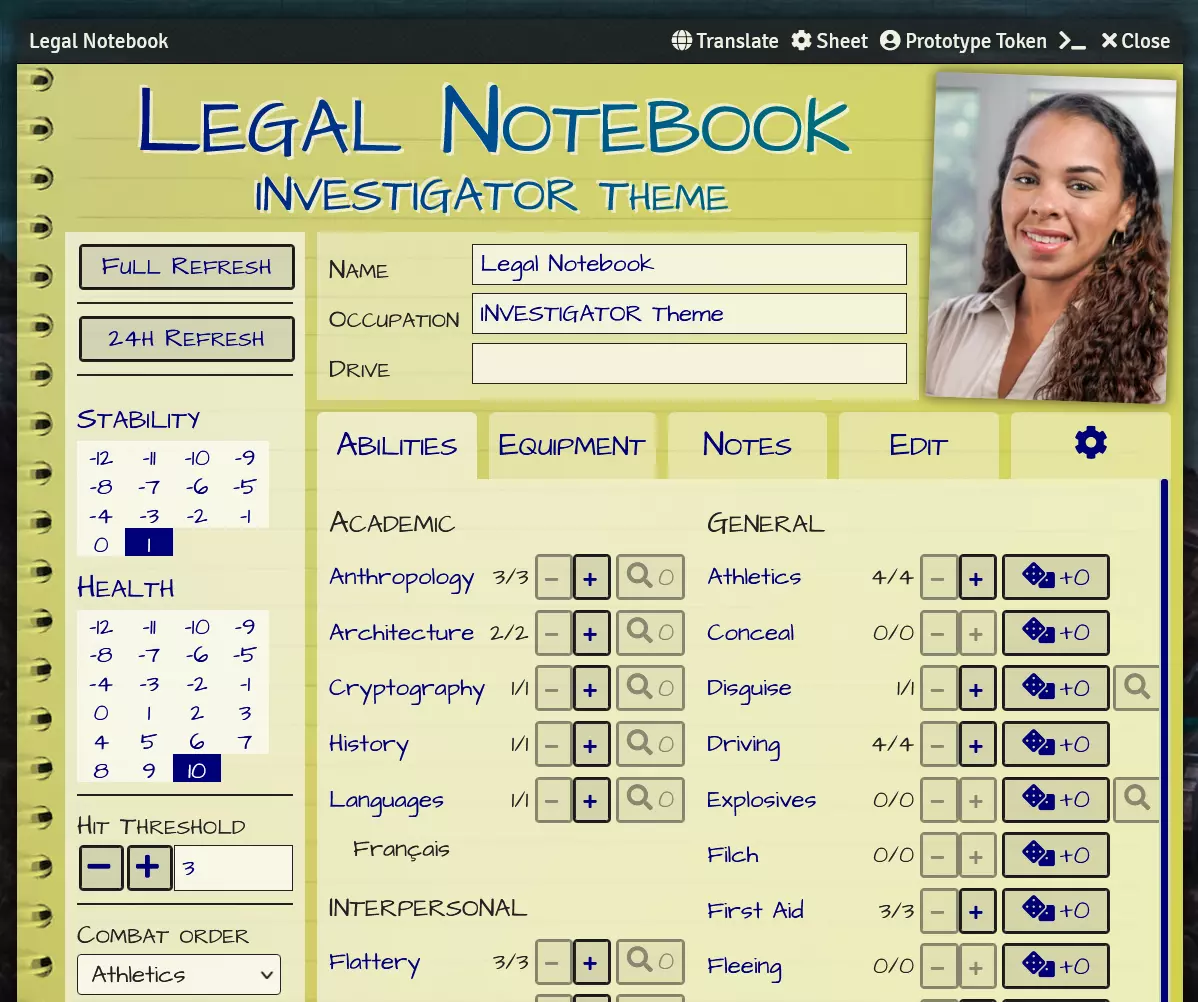 Legal Notebook
Translate Sheet Prototype Token Close
Legal Notebook
INVESTIGATOR Theme
Full Refresh
24h Refresh
Stability
-12 -11 -10 -9
-8 -7 -6 -5
-4 -3 -2 -1
0 1
Health
-12 -11 -10 -9
-8 -7 -6 -5
-4 -3 -2 -1
0 1 2 3
4 5 6 7
8 9 10
Hit Threshold
3
Combat order
Athletics
Name Legal Notebook
Occupation INVESTIGATOR Theme
Drive
Abilities Equipment Notes Edit
Academic
Anthropology 3/3 − + 0
Architecture 2/2 − + 0
Cryptography 1/1 − + 0
History 1/1 − + 0
Languages 1/1 − + 0
Français
Interpersonal
Flattery 3/3 − + 0
General
Athletics 4/4 − + +0
Conceal 0/0 − + +0
Disguise 1/1 − + +0
Driving 4/4 − + +0
Explosives 0/0 − + +0
Filch 0/0 − + +0
First Aid 3/3 − + +0
Fleeing 0/0 − + +0